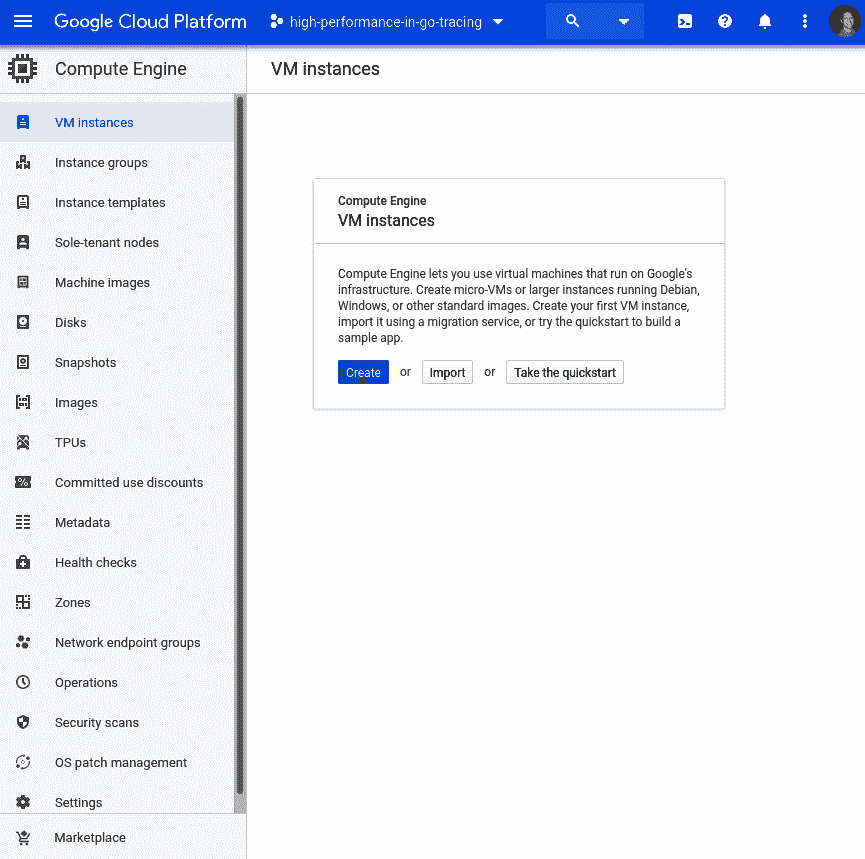 Google Cloud Platform
high-performance-in-go-tracing
Compute Engine
VM instances
VM instances
Instance groups
Instance templates
Sole-tenant nodes
Machine images
Disks
Snapshots
Images
TPUs
Committed use discounts
Metadata
Health checks
Zones
Network endpoint groups
Operations
Security scans
OS patch management
Settings
Marketplace
Compute Engine
VM instances
Compute Engine lets you use virtual machines that run on Google's
infrastructure. Create micro-VMs or larger instances running Debian,
Windows, or other standard images. Create your first VM instance,
import it using a migration service, or try the quickstart to build a
sample app.
Create or Import or Take the quickstart